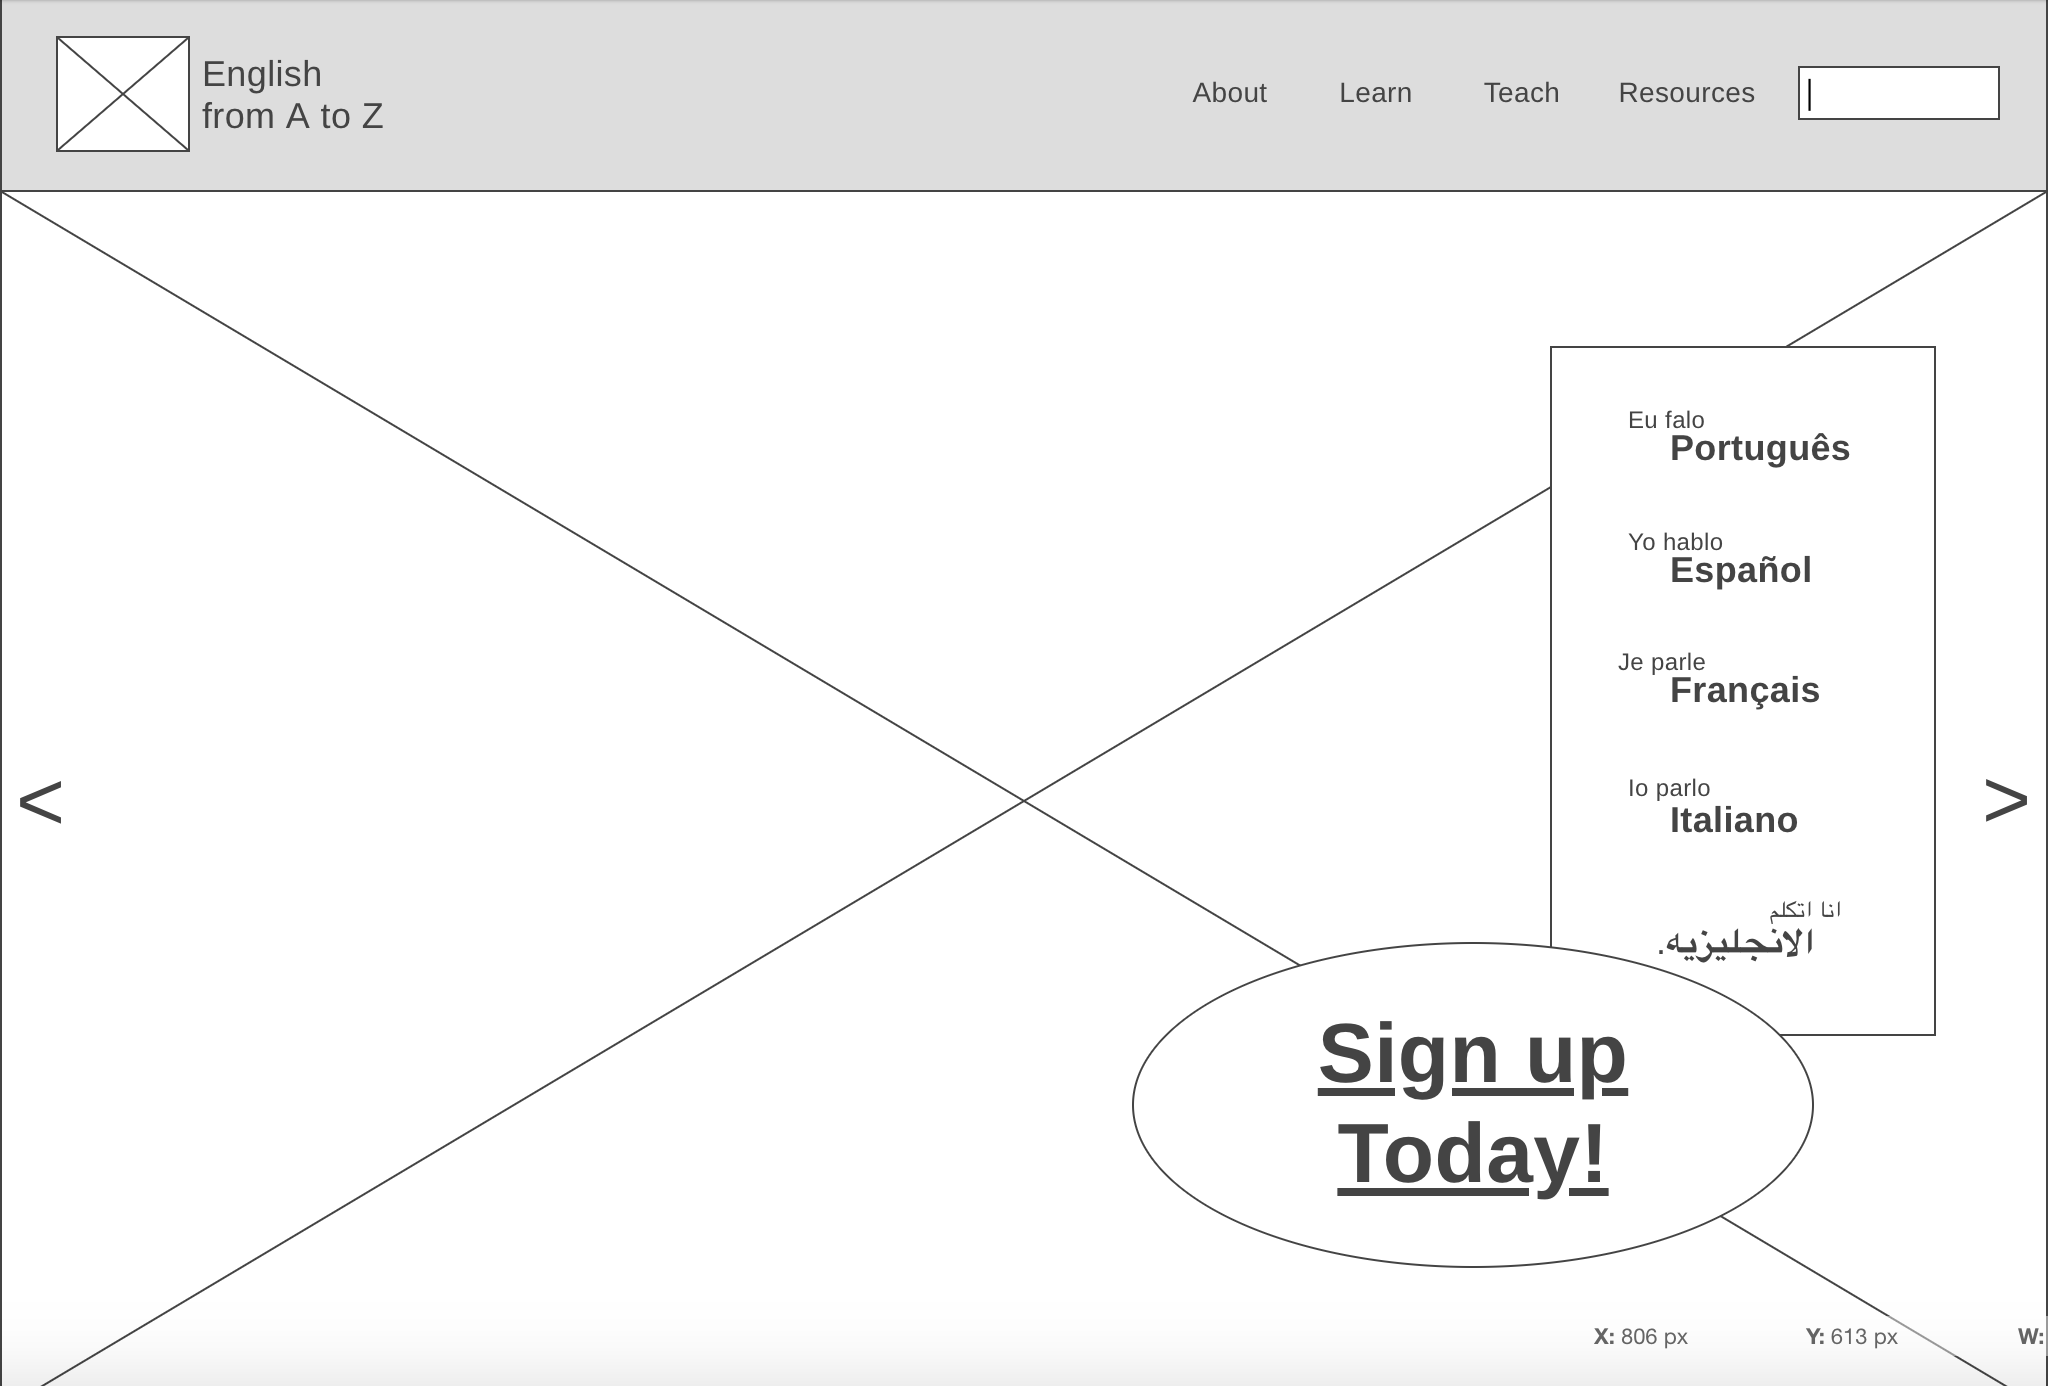 English
from A to Z
About
Learn
Teach
Resources
Eu falo
Português
Yo hablo
Español
Je parle
Français
<
>
Io parlo
Italiano
انا اتكلم
الانجليزيه.
Sign up
Today!
X: 806 px
Y: 613 px
W: